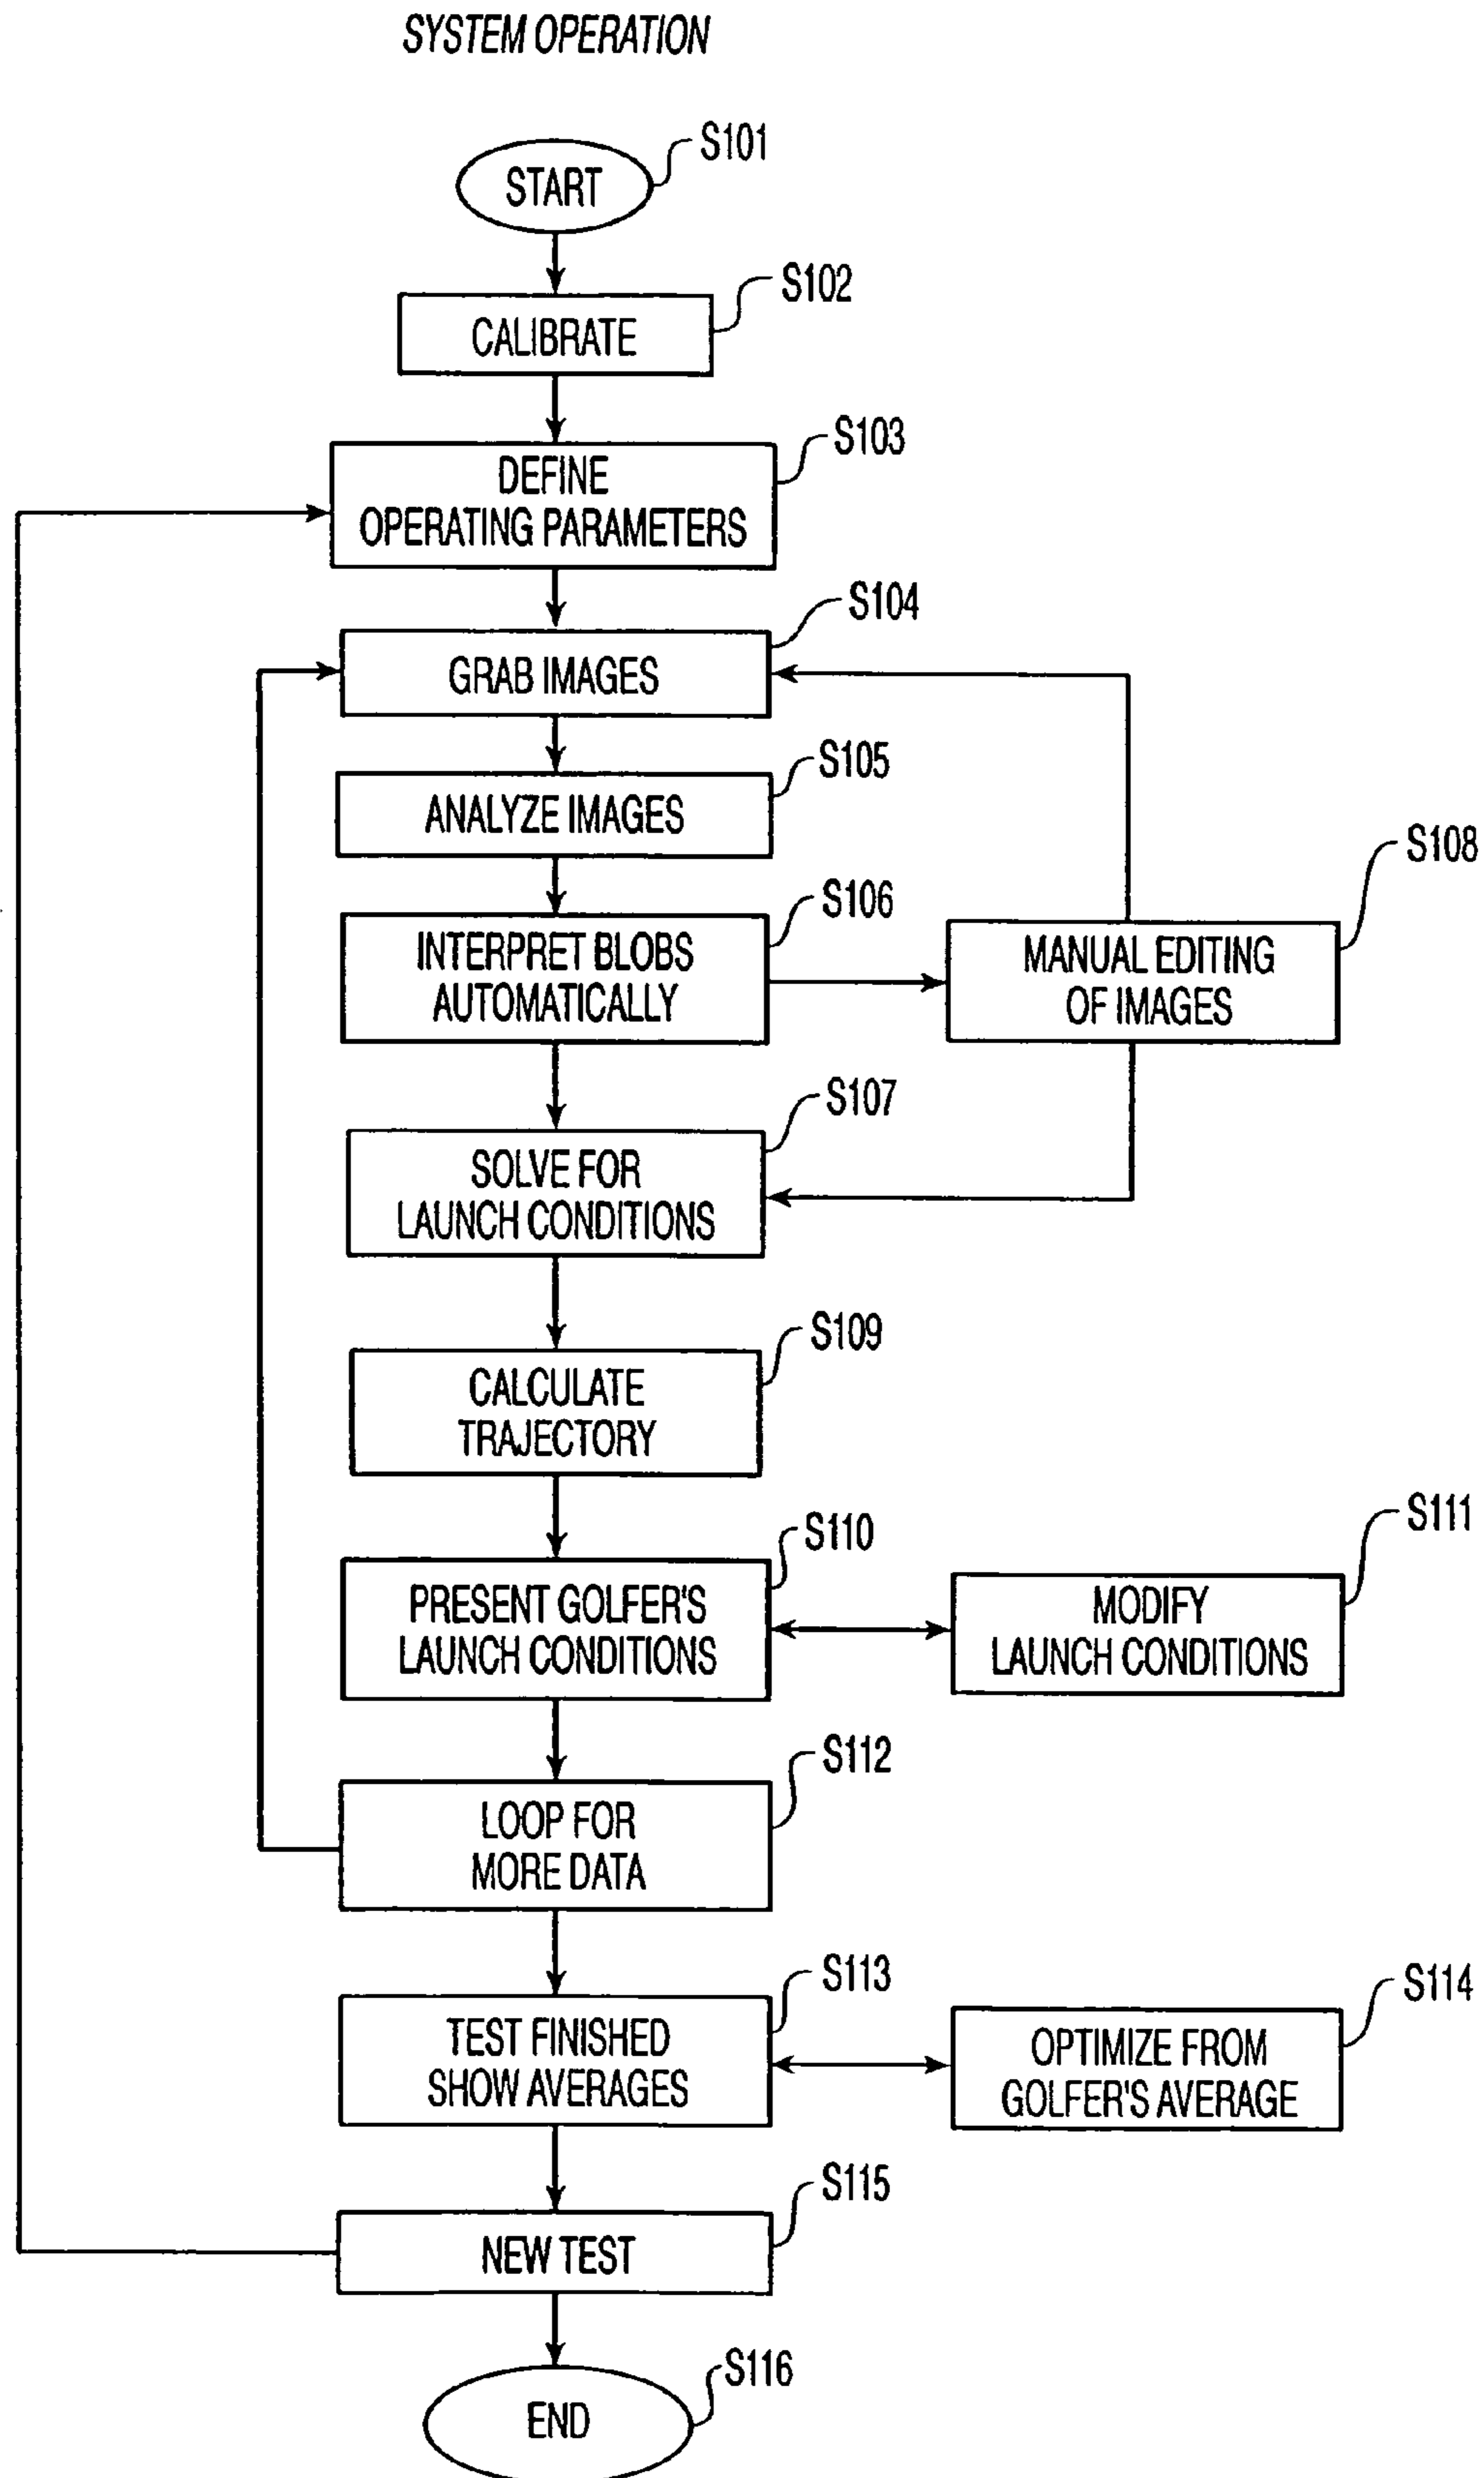 SYSTEM OPERATION
S101
START
S102
CALIBRATE
S103
DEFINE
OPERATING PARAMETERS
S104
GRAB IMAGES
S105
ANALYZE IMAGES
S106
INTERPRET BLOBS
AUTOMATICALLY
S108
MANUAL EDITING
OF IMAGES
S107
SOLVE FOR
LAUNCH CONDITIONS
S109
CALCULATE
TRAJECTORY
S110
PRESENT GOLFER'S
LAUNCH CONDITIONS
S111
MODIFY
LAUNCH CONDITIONS
S112
LOOP FOR
MORE DATA
S113
TEST FINISHED
SHOW AVERAGES
S114
OPTIMIZE FROM
GOLFER'S AVERAGE
S115
NEW TEST
S116
END